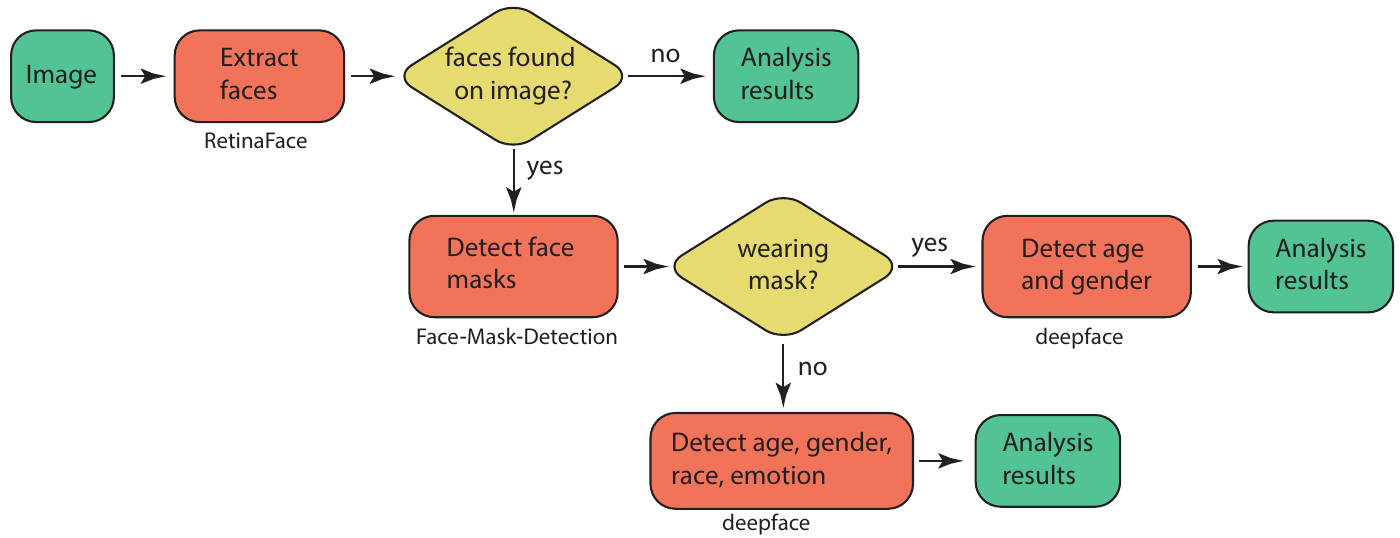 Image
Extract
faces
RetinaFace
faces found
on image?
no
Analysis
results
yes
Detect face
masks
Face-Mask-Detection
wearing
mask?
yes
Detect age
and gender
deepface
Analysis
results
no
Detect age, gender,
race, emotion
deepface
Analysis
results